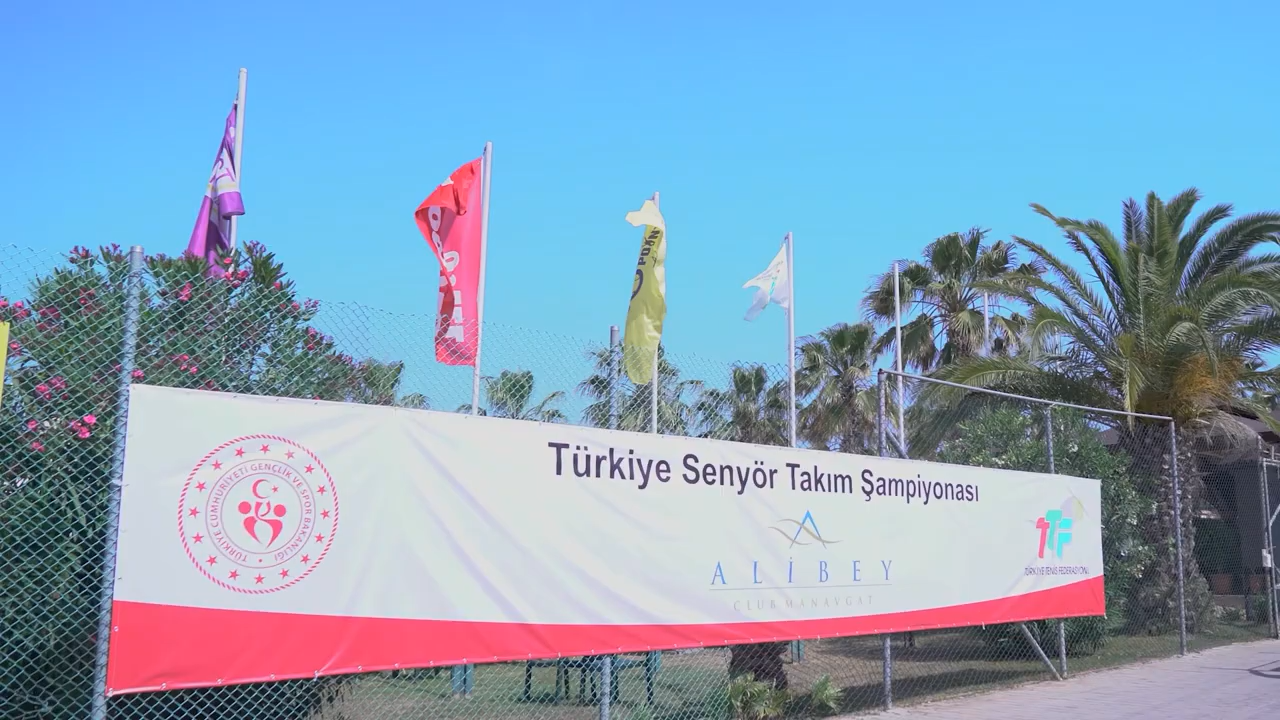 Türkiye Senyör Takım Şampiyonası
TÜRKİYE CUMHURİYETİ GENÇLİK VE SPOR BAKANLIĞI
ALİBEY
CLUB MANAVGAT
TTF
TÜRKİYE TENİS FEDERASYONU